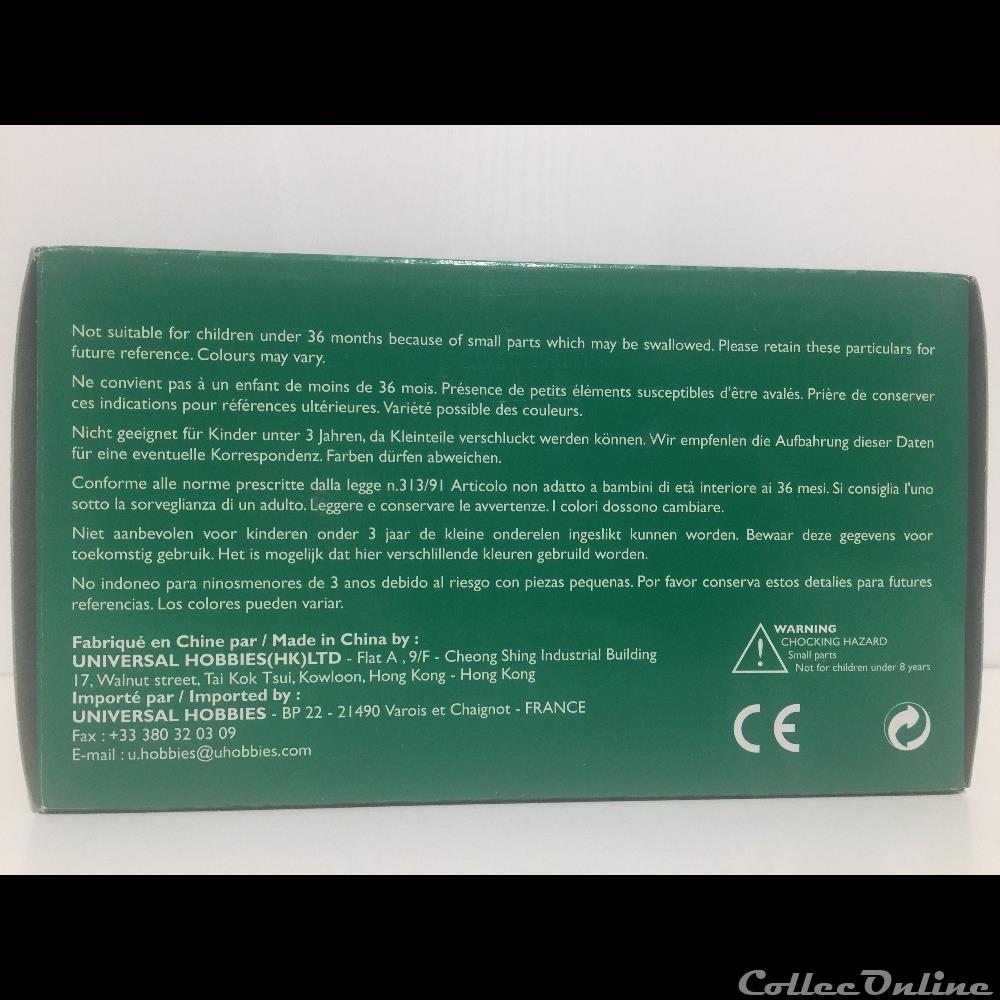 Not suitable for children under 36 months because of small parts which may be swallowed. Please retain these particulars for
future reference. Colours may vary.
Ne convient pas à un enfant de moins de 36 mois. Présence de petits éléments susceptibles d'être avalés. Prière de conserver
ces indications pour références ultérieures. Variété possible des couleurs.
Nicht geeignet für Kinder unter 3 Jahren, da Kleinteile verschluckt werden können. Wir empfenlen die Aufbahrung dieser Daten
für eine eventuelle Korrespondenz. Farben dürfen abweichen.
Conforme alle norme prescritte dalla legge n.313/91 Articolo non adatto a bambini di età interiore ai 36 mesi. Si consiglia l'uno
sotto la sorveglianza di un adulto. Leggere e conservare le avvertenze. I colori dossono cambiare.
Niet aanbevolen voor kinderen onder 3 jaar de kleine onderelen ingeslikt kunnen worden. Bewaar deze gegevens voor
toekomstig gebruik. Het is mogelijk dat hier verschlillende kleuren gebruild worden.
No indoneo para ninosmenores de 3 anos debido al riesgo con piezas pequenas. Por favor conserva estos detalies para futures
referencias. Los colores pueden variar.
Fabriqué en Chine par / Made in China by :
UNIVERSAL HOBBIES(HK)LTD - Flat A , 9/F - Cheong Shing Industrial Building
17, Walnut street, Tai Kok Tsui, Kowloon, Hong Kong - Hong Kong
Importé par / Imported by :
UNIVERSAL HOBBIES - BP 22 - 21490 Varois et Chaignot - FRANCE
Fax : +33 380 32 03 09
E-mail : u.hobbies@uhobbies.com
WARNING
CHOCKING HAZARD
Small parts
Not for children under 8 years
CE
CollecOnline